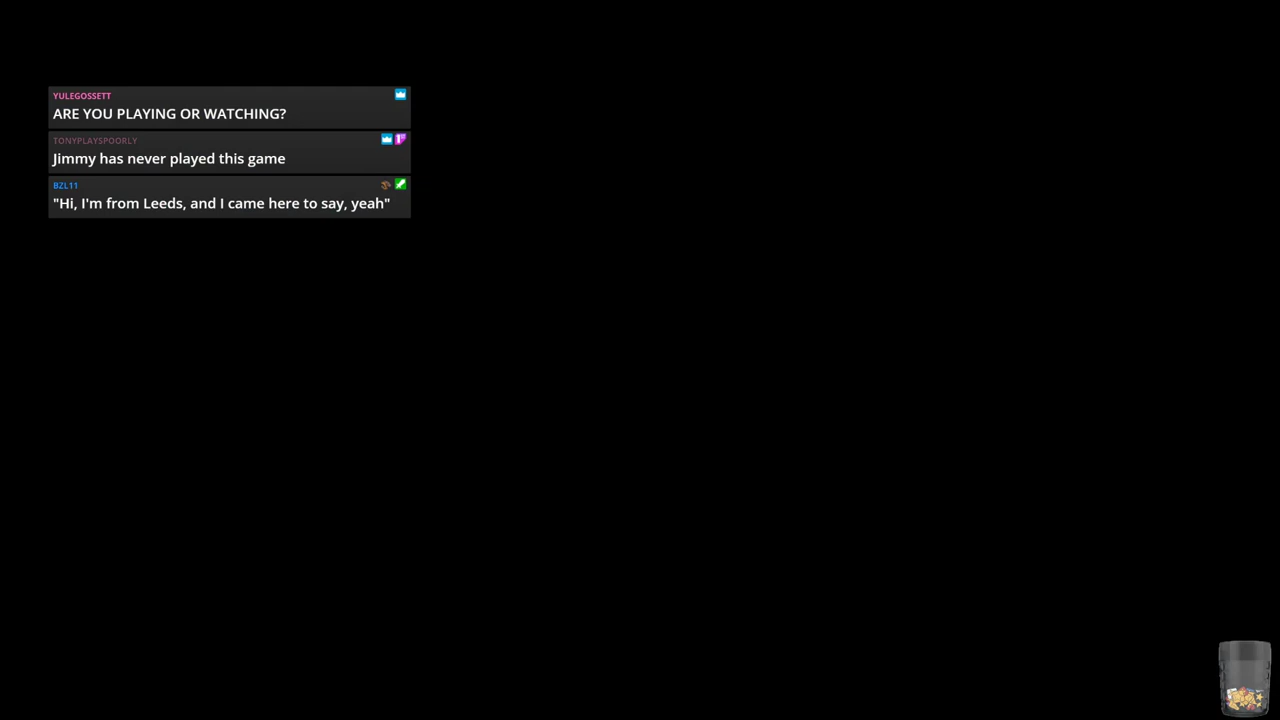 YULEGOSSETT
ARE YOU PLAYING OR WATCHING?
TONYPLAYSPOORLY
Jimmy has never played this game
BZL11
"Hi, I'm from Leeds, and I came here to say, yeah"